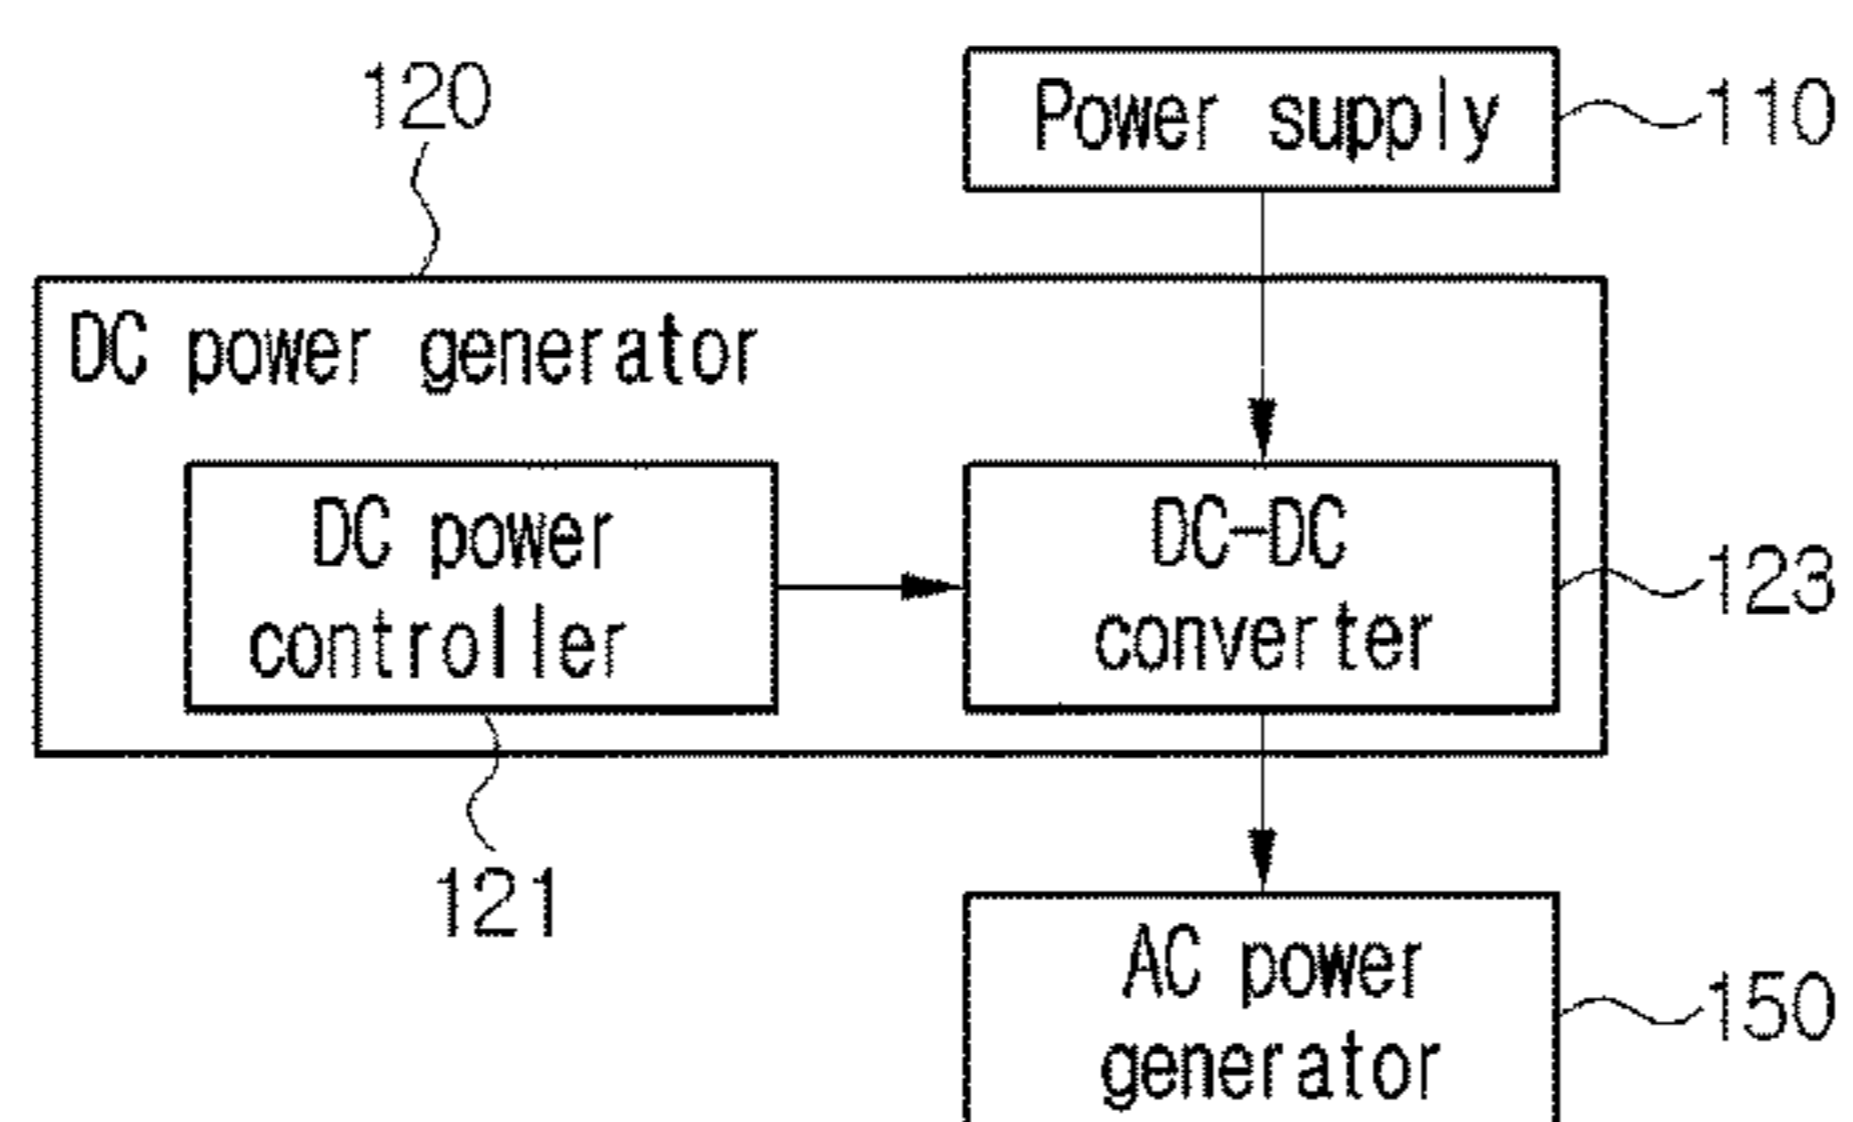 120
Power supply
110
DC power generator
DC power
controller
DC-DC
converter
123
121
AC power
generator
150